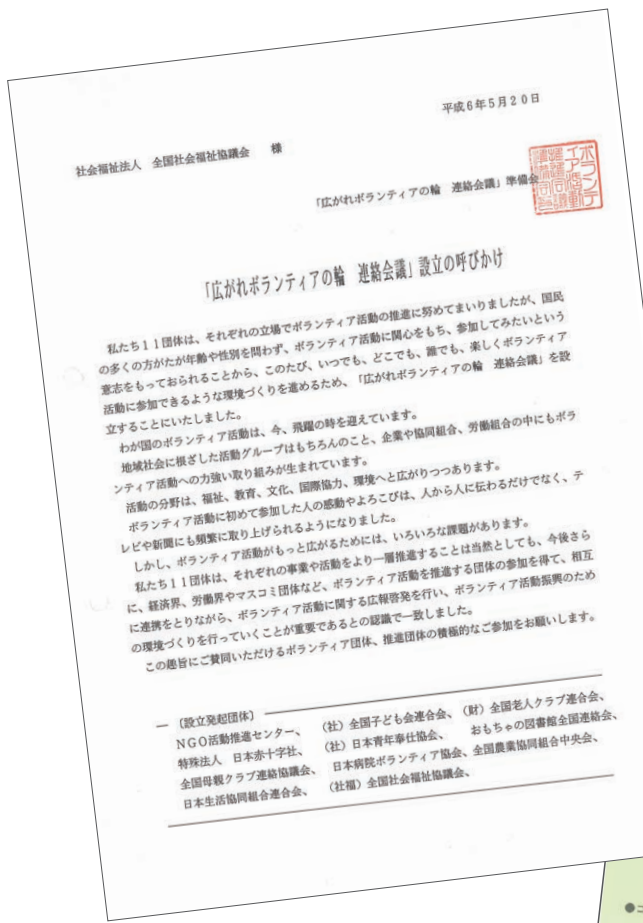 平成6年5月20日
社会福祉法人 全国社会福祉協議会 様
「広がれボランティアの輪 連絡会議」準備会
ボランティア
「広がれボランティアの輪 連絡会議」設立の呼びかけ
私たち11団体は、それぞれの立場でボランティア活動の推進に努めてまいりましたが、国民
の多くの方がたが年齢や性別を問わず、ボランティア活動に関心をもち、参加してみたいという
意志をもっておられることから、このたび、いつでも、どこでも、誰でも、楽しくボランティア
活動に参加できるような環境づくりを進めるため、「広がれボランティアの輪 連絡会議」を設
立することにいたしました。
わが国のボランティア活動は、今、飛躍の時を迎えています。
地域社会に根ざした活動グループはもちろんのこと、企業や協同組合、労働組合の中にもボラ
ンティア活動への力強い取り組みが生まれています。
活動の分野は、福祉、教育、文化、国際協力、環境へと広がりつつあります。
ボランティア活動に初めて参加した人の感動やよろこびは、人から人に伝わるだけでなく、テ
レビや新聞にも頻繁に取り上げられるようになりました。
しかし、ボランティア活動がもっと広がるためには、いろいろな課題があります。
私たち11団体は、それぞれの事業や活動をより一層推進することは当然としても、今後さら
に、経済界、労働界やマスコミ団体など、ボランティア活動を推進する団体の参加を得て、相互
に連携をとりながら、ボランティア活動に関する広報啓発を行い、ボランティア活動振興のため
の環境づくりを行っていくことが重要であるとの認識で一致しました。
この趣旨にご賛同いただけるボランティア団体、推進団体の積極的なご参加をお願いします。
〔設立発起団体〕
NGO活動推進センター、 (社)全国子ども会連合会、(財)全国老人クラブ連合会、
特殊法人 日本赤十字社、 (社)日本青年奉仕協会、 おもちゃの図書館全国連絡会、
全国母親クラブ連絡協議会、 日本病院ボランティア協会、全国農業協同組合中央会、
日本生活協同組合連合会、 (社福)全国社会福祉協議会、